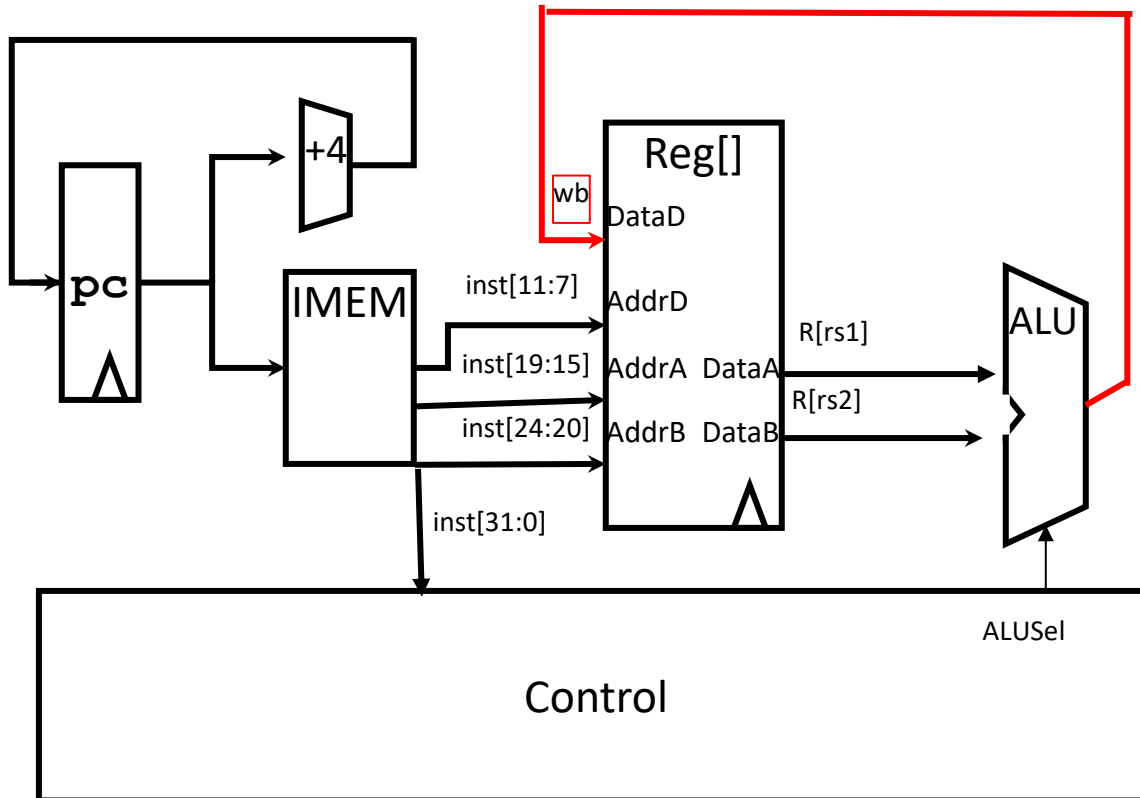 +4
Reg[]
wb
DataD
pc
IMEM
inst[11:7]
AddrD
ALU
R[rs1]
inst[19:15]
AddrA DataA
R[rs2]
inst[24:20]
AddrB DataB
inst[31:0]
ALUSel
Control